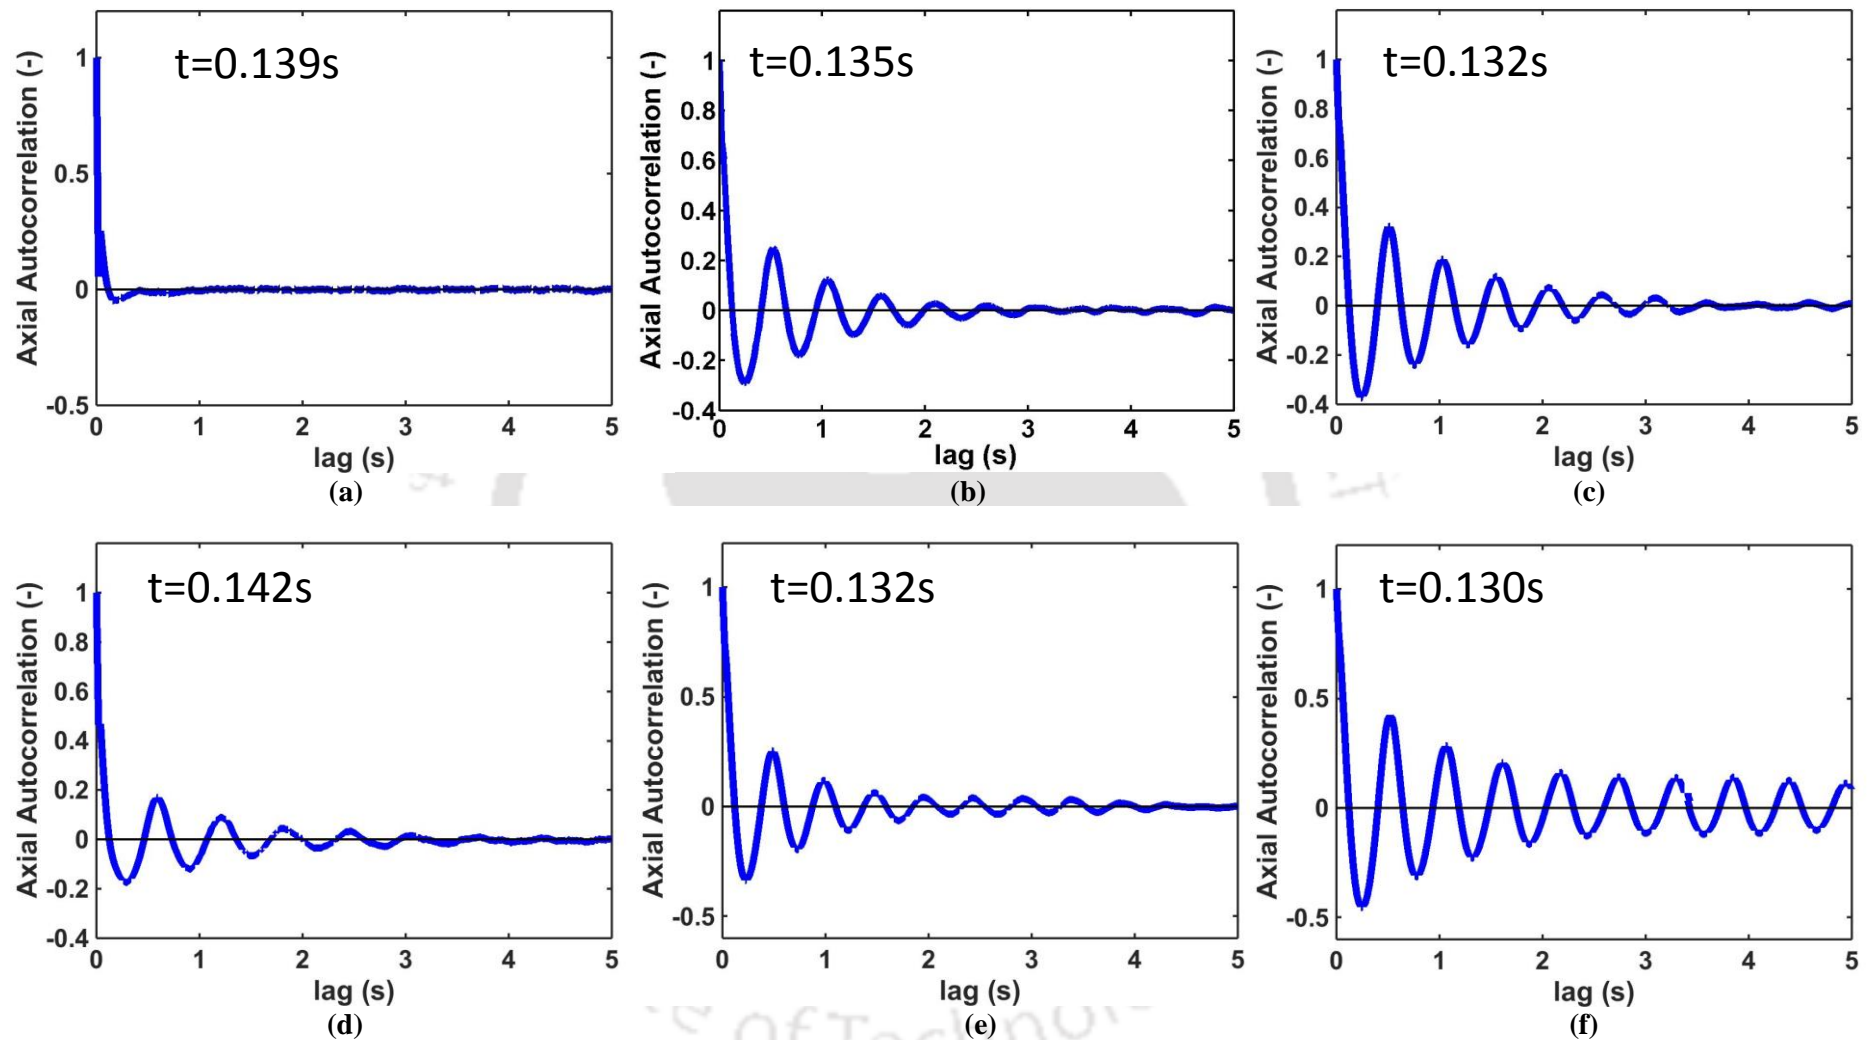 t=0.139s
Axial Autocorrelation (-)
1
0.5
0
-0.5
0 1 2 3 4 5
lag (s)
(a)
t=0.135s
Axial Autocorrelation (-)
1
0.8
0.6
0.4
0.2
0
-0.2
-0.4
0 1 2 3 4 5
lag (s)
(b)
t=0.132s
Axial Autocorrelation (-)
1
0.8
0.6
0.4
0.2
0
-0.2
-0.4
0 1 2 3 4 5
lag (s)
(c)
t=0.142s
Axial Autocorrelation (-)
1
0.8
0.6
0.4
0.2
0
-0.2
-0.4
0 1 2 3 4 5
lag (s)
(d)
t=0.132s
Axial Autocorrelation (-)
1
0.5
0
-0.5
0 1 2 3 4 5
lag (s)
(e)
t=0.130s
Axial Autocorrelation (-)
1
0.5
0
-0.5
0 1 2 3 4 5
lag (s)
(f)
of Techno